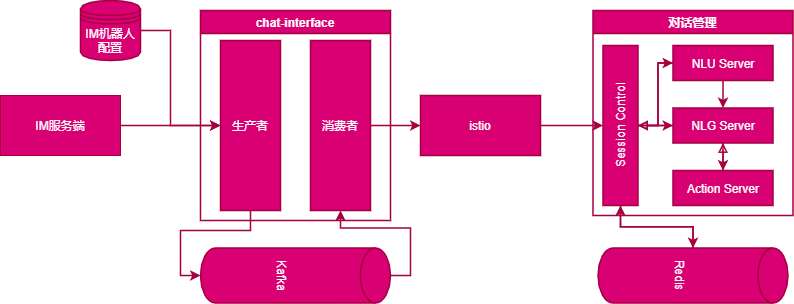 IM机器人
配置
chat-interface
对话管理
IM服务端
生产者
消费者
istio
Session Control
NLU Server
NLG Server
Action Server
Kafka
Redis